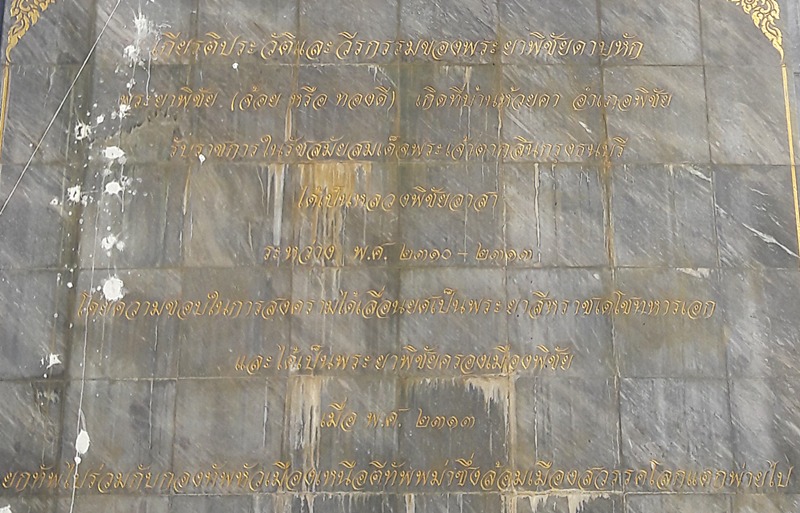 เกียรติประวัติและวีรกรรมของพระยาพิชัยดาบหัก
พระยาพิชัย (จ้อย หรือ ทองดี) เกิดที่บ้านห้วยคา อำเภอพิชัย
รับราชการในรัชสมัยสมเด็จพระเจ้าตากสินกรุงธนบุรี
ได้เป็นหลวงพิชัยอาสา
ระหว่าง พ.ศ. ๒๓๑๐ - ๒๓๑๓
โดยความชอบในการสงครามได้เลื่อนยศเป็นพระยาสีหราชเดโชทหารเอก
และได้เป็นพระยาพิชัยครองเมืองพิชัย
เมื่อ พ.ศ. ๒๓๑๓
ยกทัพไปร่วมกับกองทัพหัวเมืองเหนือตีทัพพม่าซึ่งล้อมเมืองสวรรคโลกแตกพ่ายไป